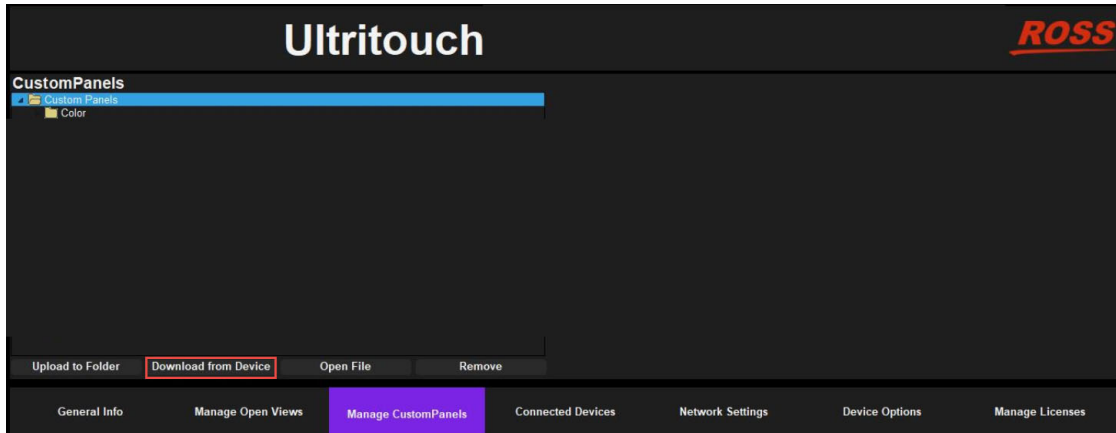 Ultritouch
ROSS
CustomPanels
Custom Panels
Color
Upload to Folder Download from Device Open File Remove
General Info Manage Open Views Manage CustomPanels Connected Devices Network Settings Device Options Manage Licenses